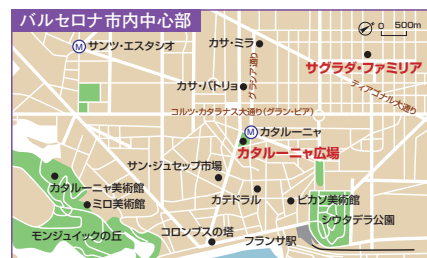 バルセロナ市内中心部
0 500m
M サンツ・エスタシオ
カサ・ミラ
サグラダ・ファミリア
グラシア通り
カサ・バトリョ
ディアゴナル大通り
コルツ・カタラナス大通り(グラン・ビア)
M カタルーニャ
カタルーニャ広場
サン・ジュセップ市場
カタルーニャ美術館
ミロ美術館
カテドラル
ピカソ美術館
シウタデラ公園
モンジュイックの丘
コロンブスの塔
フランサ駅